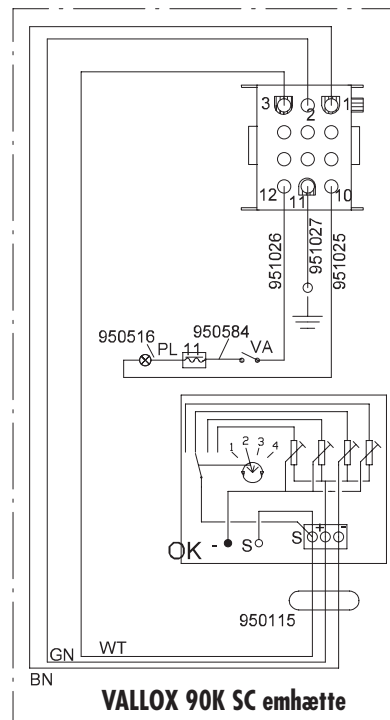 3 2 1
12 11 10
951026
951027
951025
950516
950584
PL 11
VA
1 2 3 4
+ -
OK - S S
950115
WT
GN
BN
VALLOX 90K SC emhætte